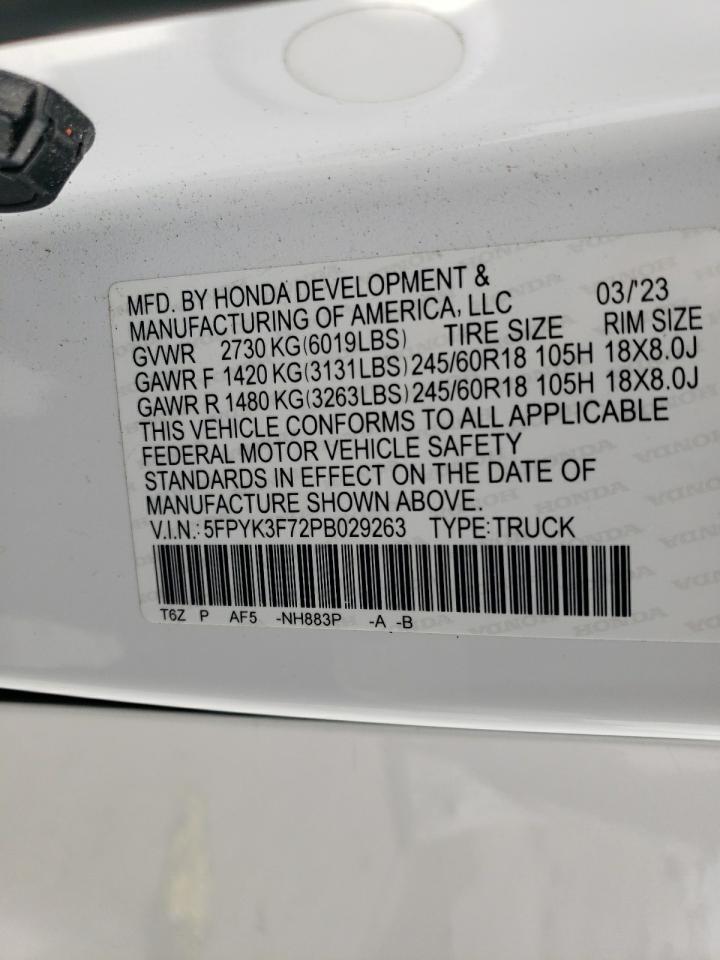 MFD. BY HONDA DEVELOPMENT &
MANUFACTURING OF AMERICA, LLC 03/'23
GVWR 2730 KG(6019LBS) TIRE SIZE RIM SIZE
GAWR F 1420 KG(3131LBS) 245/60R18 105H 18X8.0J
GAWR R 1480 KG(3263LBS) 245/60R18 105H 18X8.0J
THIS VEHICLE CONFORMS TO ALL APPLICABLE
FEDERAL MOTOR VEHICLE SAFETY
STANDARDS IN EFFECT ON THE DATE OF
MANUFACTURE SHOWN ABOVE.
V.I.N.: 5FPYK3F72PB029263 TYPE: TRUCK
T6Z P AF5 -NH883P -A -B